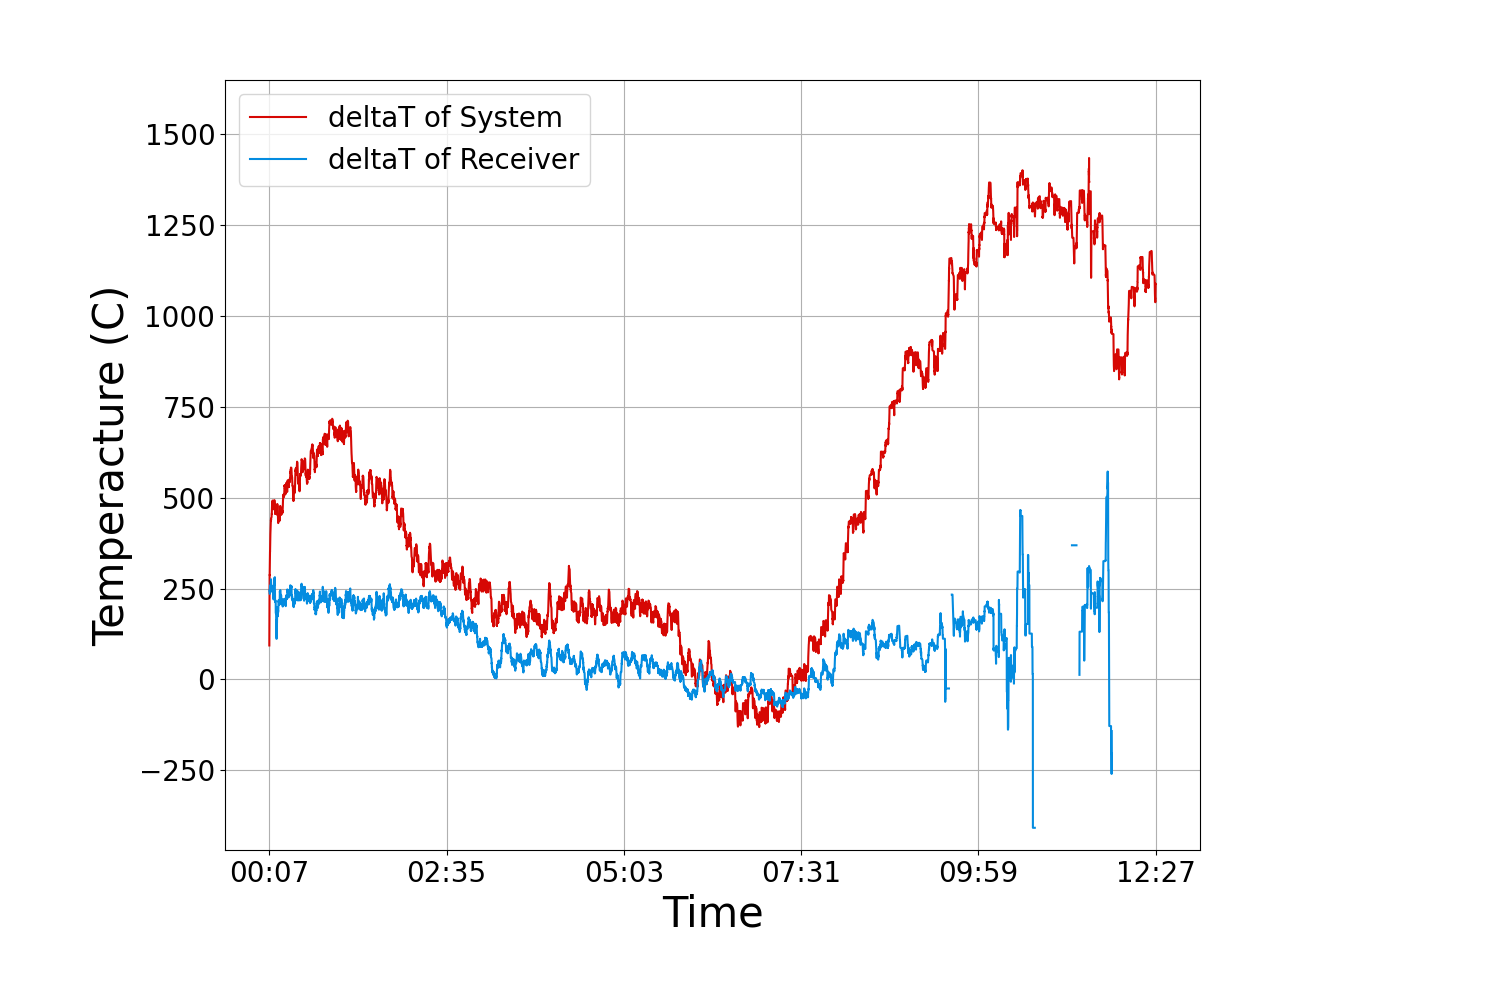 deltaT of System
deltaT of Receiver
1500
1250
1000
750
500
250
0
−250
Temperacture (C)
00:07 02:35 05:03 07:31 09:59 12:27
Time